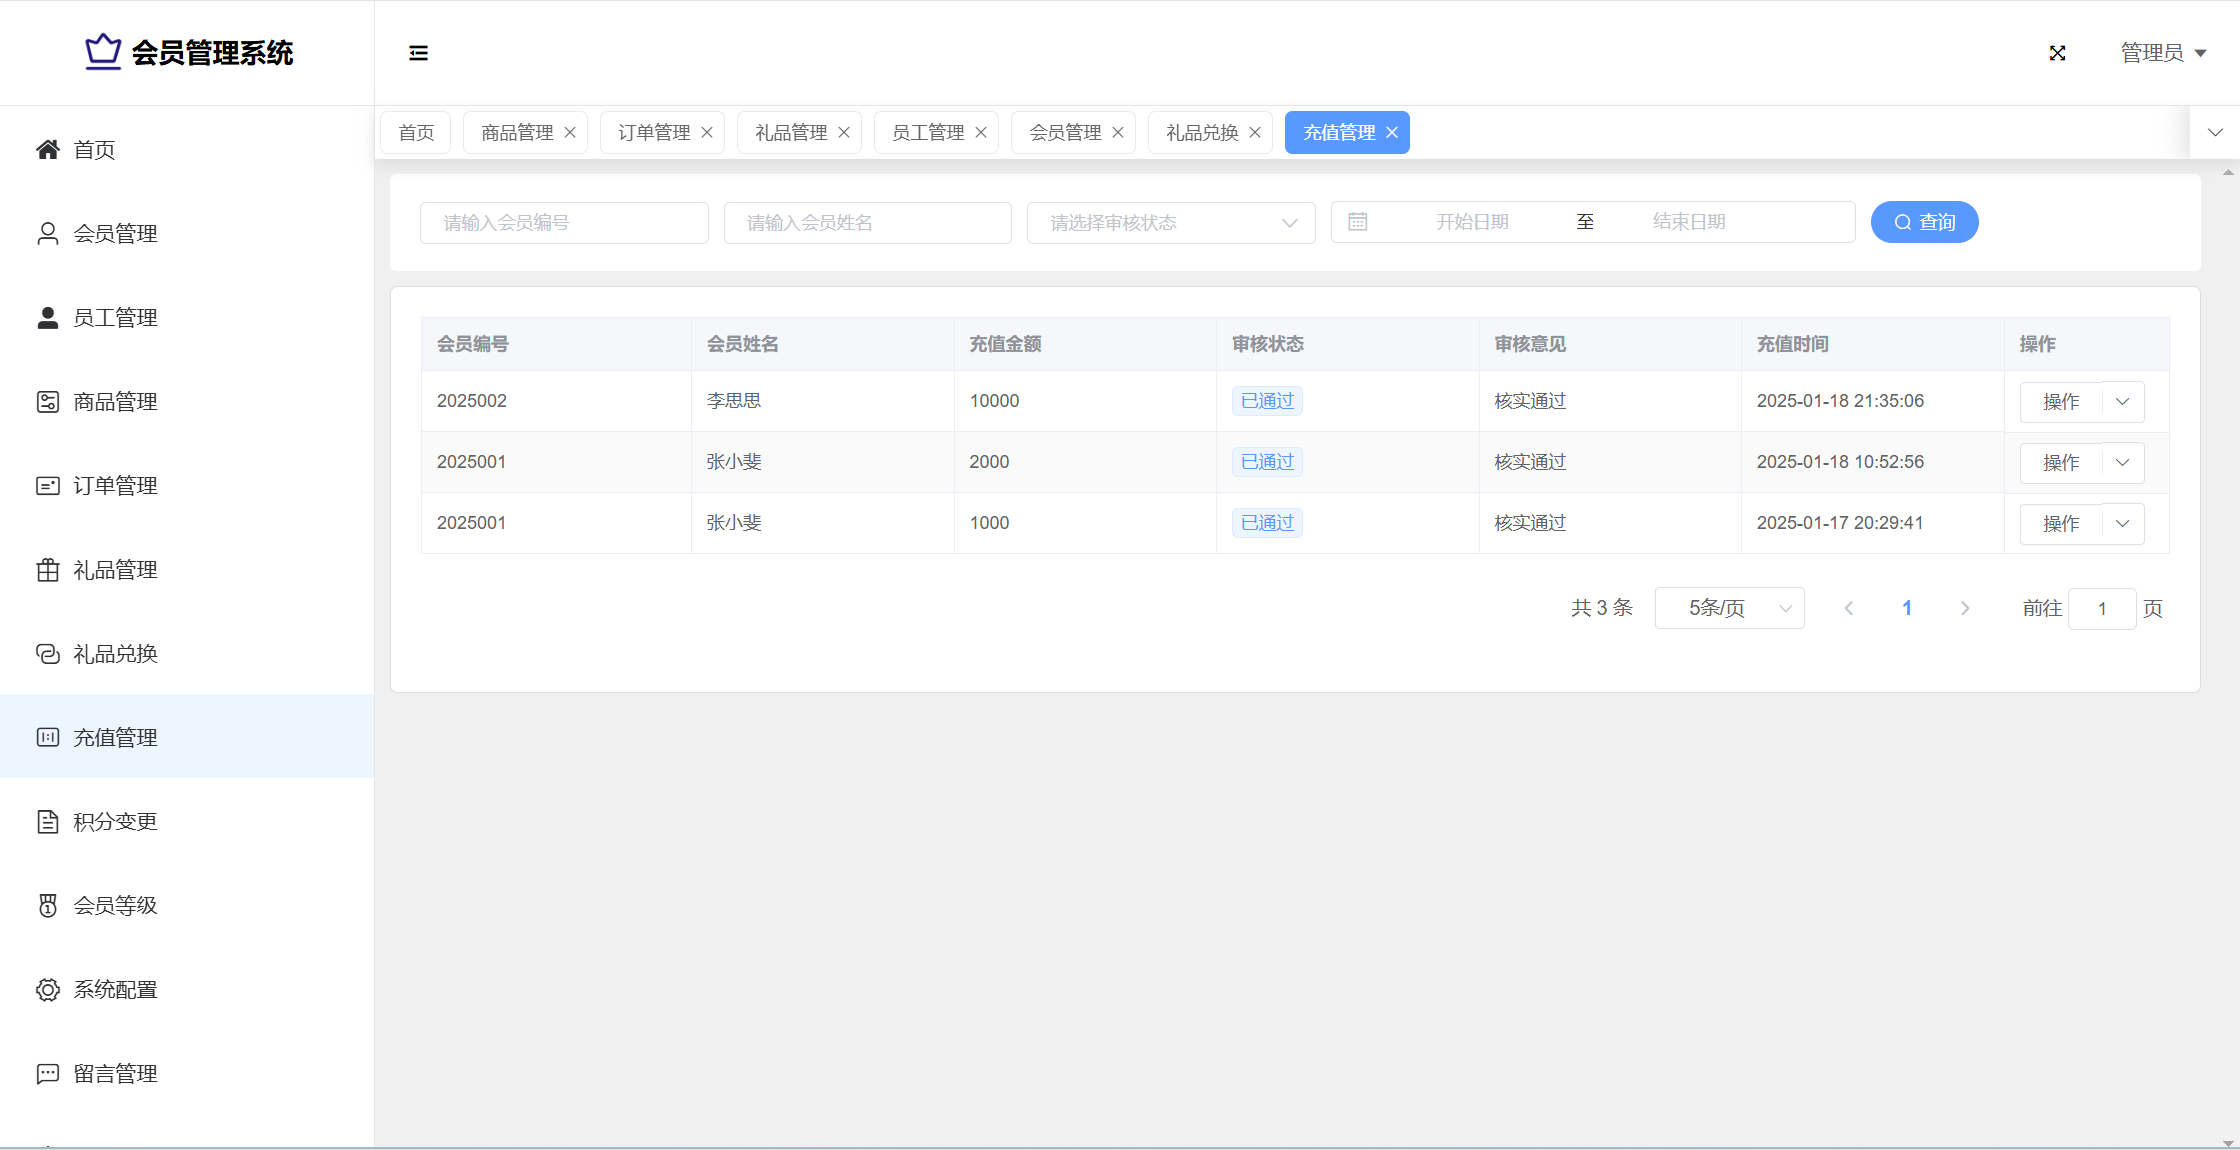 会员管理系统
管理员
首页
会员管理
员工管理
商品管理
订单管理
礼品管理
礼品兑换
充值管理
积分变更
会员等级
系统配置
留言管理
首页 商品管理 订单管理 礼品管理 员工管理 会员管理 礼品兑换 充值管理
请输入会员编号 请输入会员姓名 请选择审核状态 开始日期 至 结束日期 查询
会员编号 会员姓名 充值金额 审核状态 审核意见 充值时间 操作
2025002 李思思 10000 已通过 核实通过 2025-01-18 21:35:06 操作
2025001 张小斐 2000 已通过 核实通过 2025-01-18 10:52:56 操作
2025001 张小斐 1000 已通过 核实通过 2025-01-17 20:29:41 操作
共 3 条 5条/页 1 前往 1 页